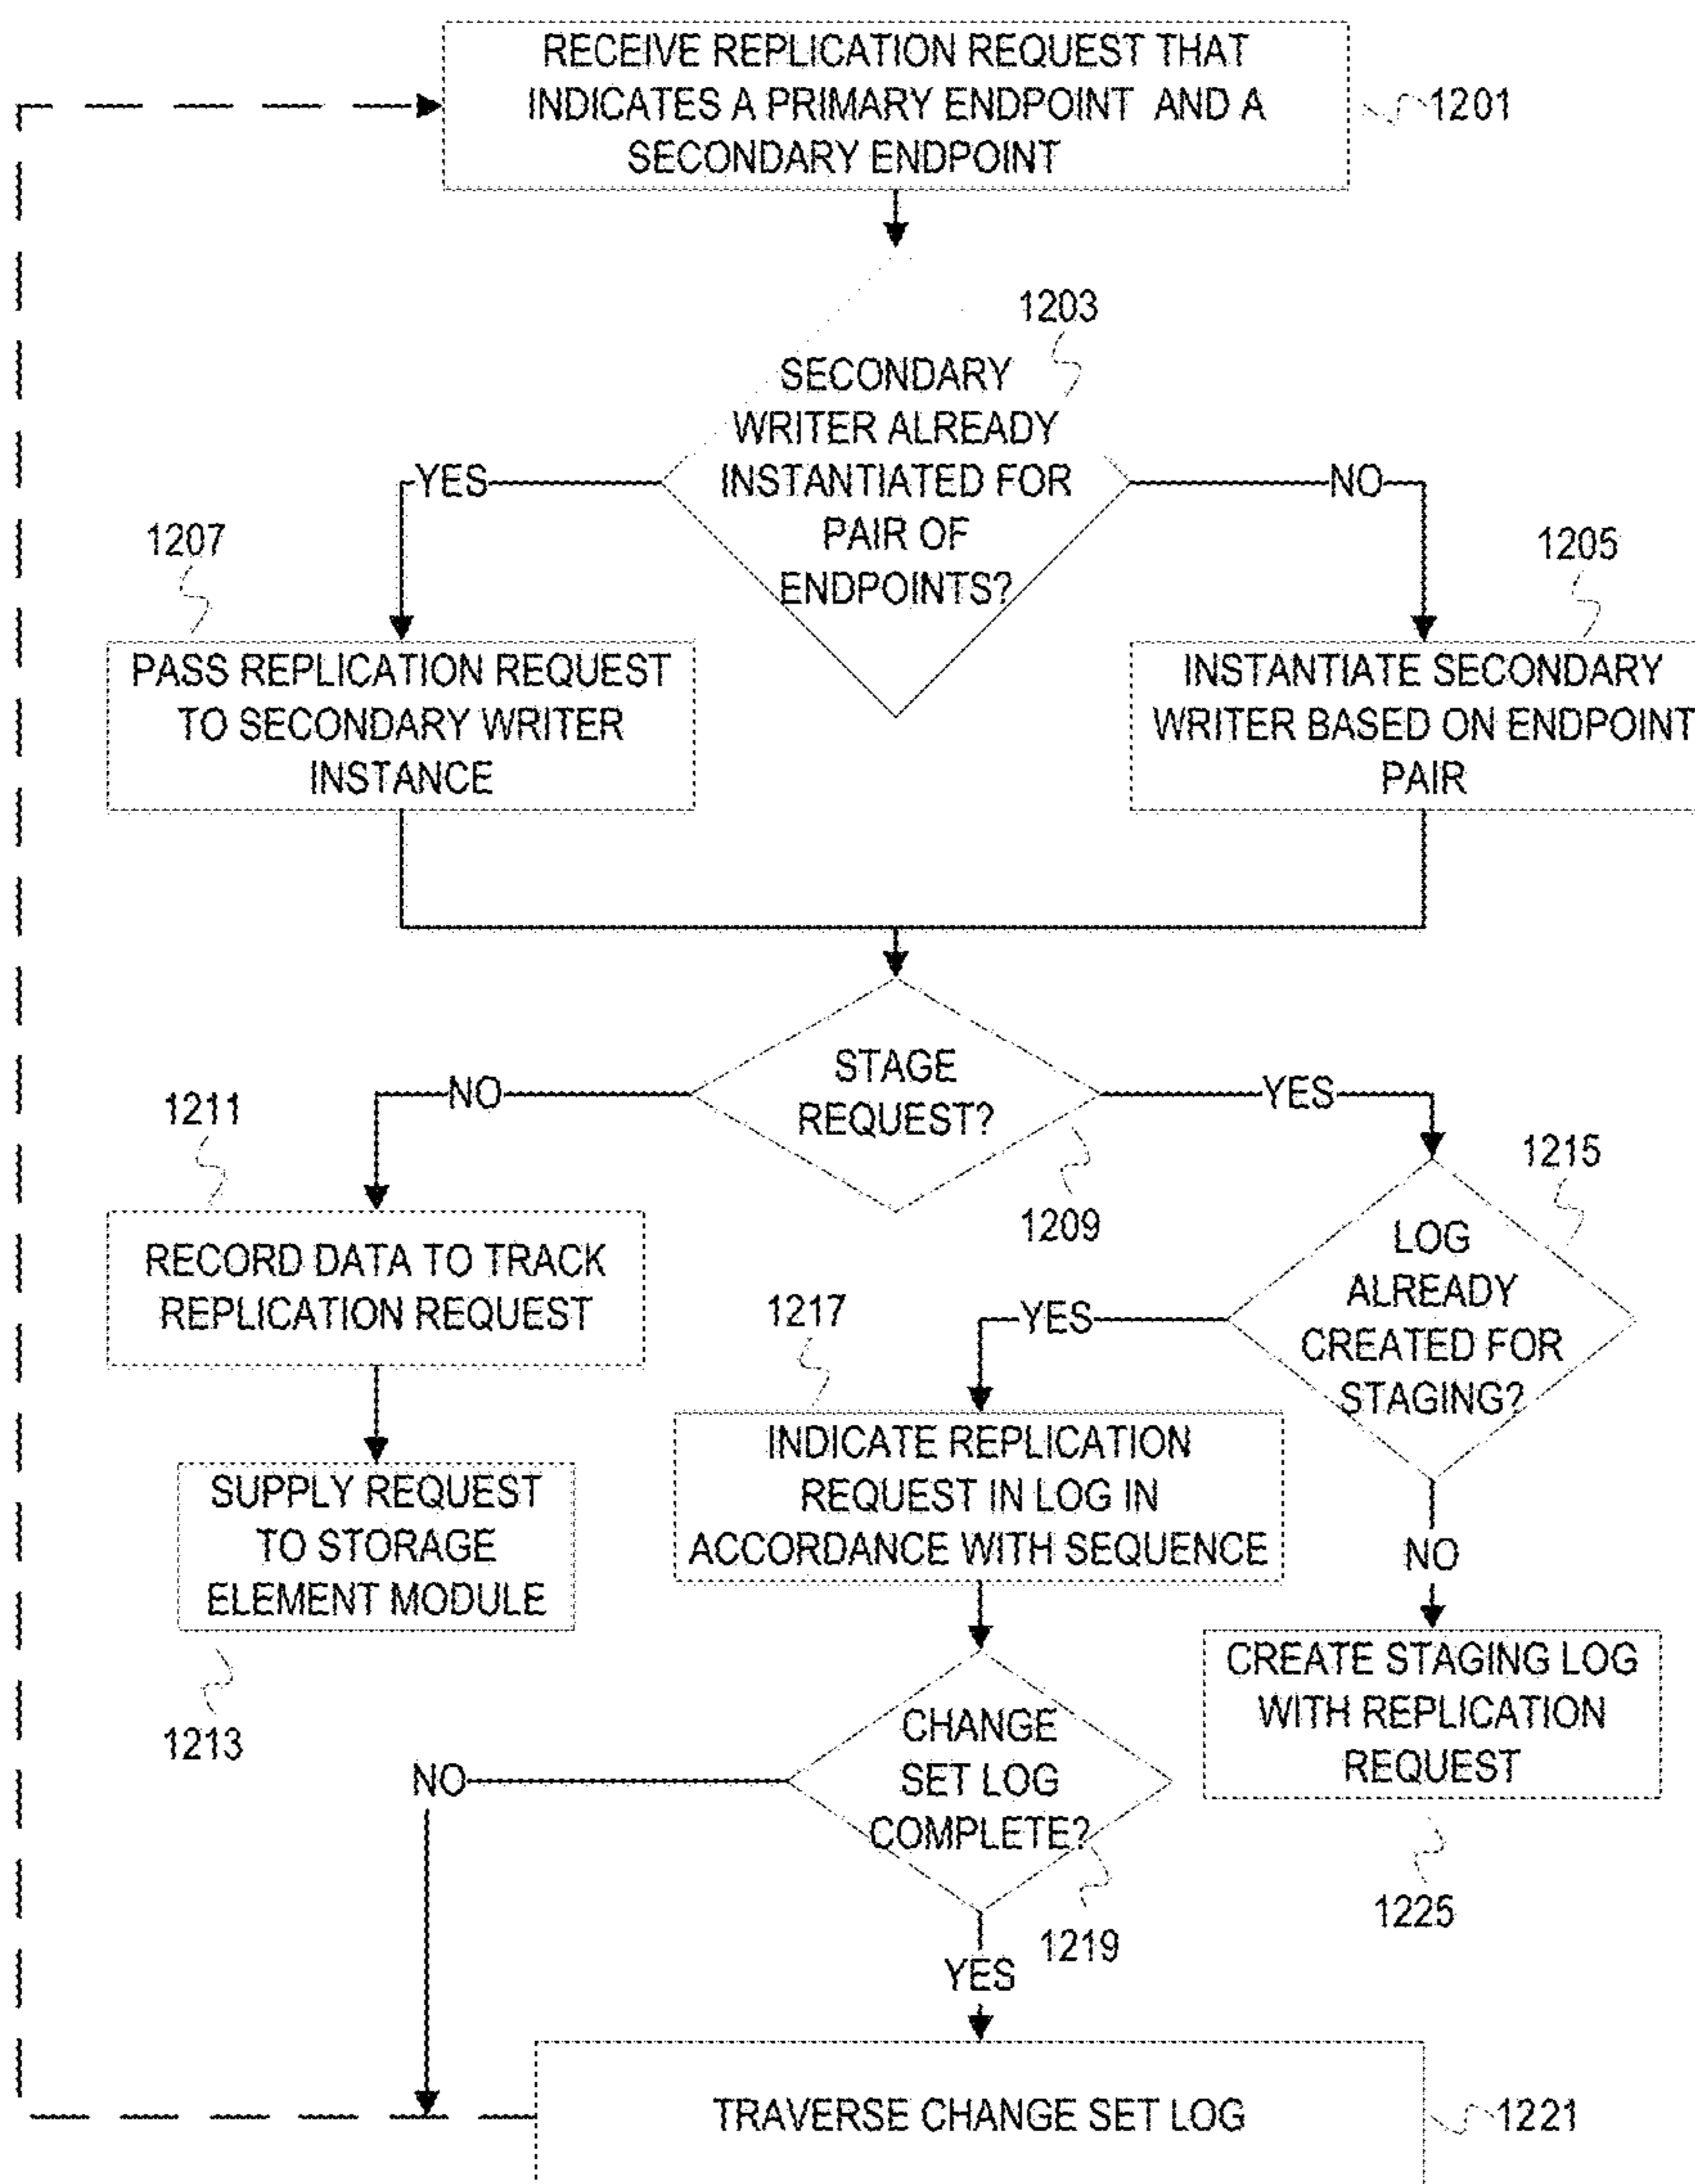 RECEIVE REPLICATION REQUEST THAT
INDICATES A PRIMARY ENDPOINT AND A
SECONDARY ENDPOINT
1201
1203
SECONDARY
WRITER ALREADY
INSTANTIATED FOR
PAIR OF
ENDPOINTS?
YES
NO
1207
1205
PASS REPLICATION REQUEST
TO SECONDARY WRITER
INSTANCE
INSTANTIATE SECONDARY
WRITER BASED ON ENDPOINT
PAIR
STAGE
REQUEST?
NO
YES
1209
1211
RECORD DATA TO TRACK
REPLICATION REQUEST
1215
LOG
ALREADY
CREATED FOR
STAGING?
YES
1217
INDICATE REPLICATION
REQUEST IN LOG IN
ACCORDANCE WITH SEQUENCE
SUPPLY REQUEST
TO STORAGE
ELEMENT MODULE
1213
NO
CREATE STAGING LOG
WITH REPLICATION
REQUEST
1225
CHANGE
SET LOG
COMPLETE?
NO
1219
YES
TRAVERSE CHANGE SET LOG
1221